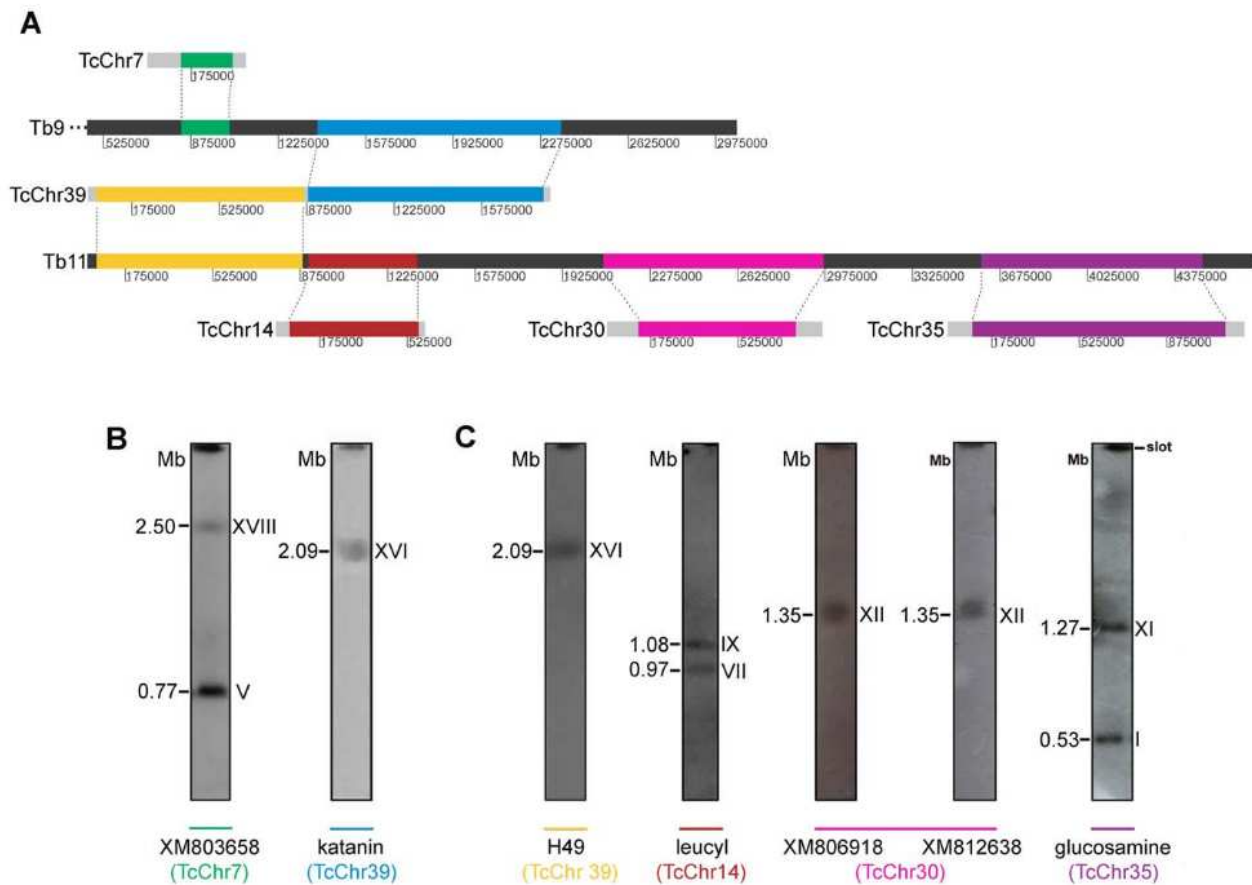 A
TcChr7
175000
Tb9 ···
525000 875000 1225000 1575000 1925000 2275000 2625000 2975000
TcChr39
175000 525000 875000 1225000 1575000
Tb11
175000 525000 875000 1225000 1575000 1925000 2275000 2625000 2975000 3325000 3675000 4025000 4375000
TcChr14
175000 525000
TcChr30
175000 525000
TcChr35
175000 525000 875000
B
Mb
2.50
XVIII
0.77
V
XM803658
(TcChr7)
Mb
2.09
XVI
katanin
(TcChr39)
C
Mb
2.09
XVI
H49
(TcChr 39)
Mb
1.08
IX
0.97
VII
leucyl
(TcChr14)
Mb
1.35
XII
XM806918
Mb
1.35
XII
XM812638
(TcChr30)
Mb
slot
1.27
XI
0.53
I
glucosamine
(TcChr35)